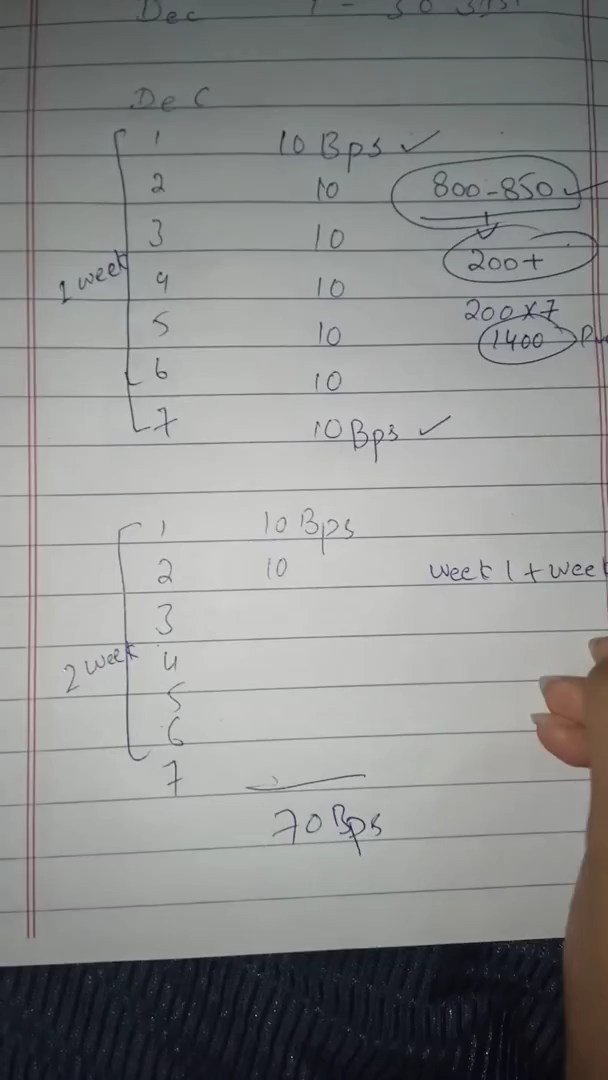 Dec 1 - 30
Dec
1 10 Bps ✓
2 10 800-850 ✓
3 10
200+
1 week
4 10
200x7
5 10
1400
6 10
7 10 Bps ✓
1 10 Bps
2 10 week 1 + wee
3
2 week
4
5
6
7
70 Bps